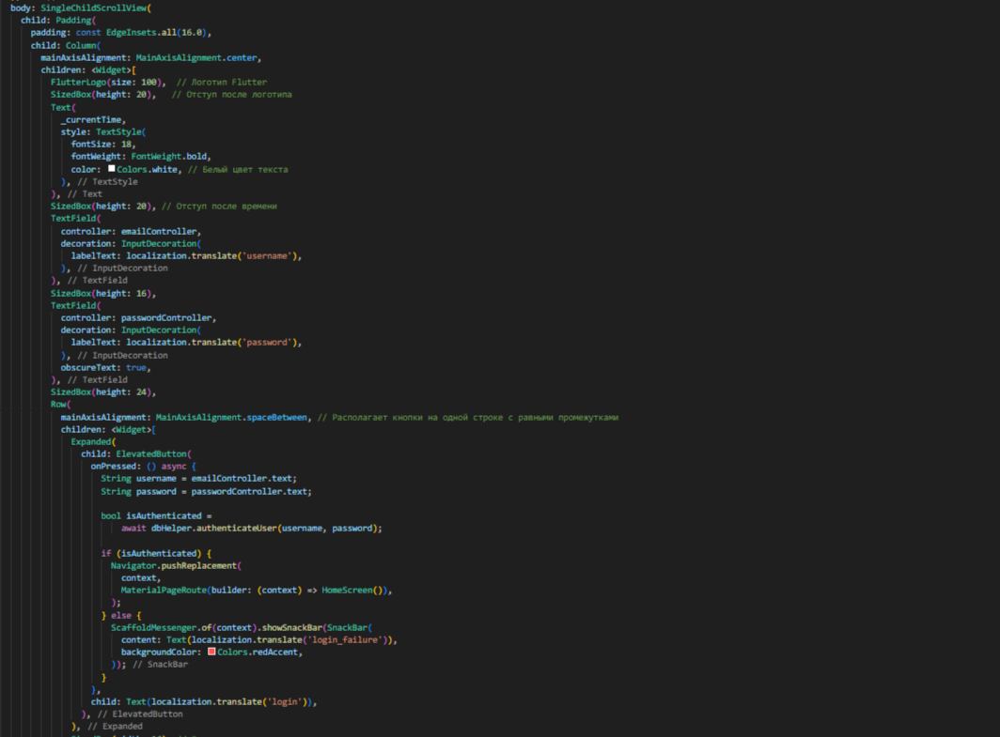 body: SingleChildScrollView(
child: Padding(
padding: const EdgeInsets.all(16.0),
child: Column(
mainAxisAlignment: MainAxisAlignment.center,
children: <Widget>[
FlutterLogo(size: 100), // Логотип Flutter
SizedBox(height: 20), // Отступ после логотипа
Text(
_currentTime,
style: TextStyle(
fontSize: 18,
fontWeight: FontWeight.bold,
color: Colors.white, // Белый цвет текста
), // TextStyle
), // Text
SizedBox(height: 20), // Отступ после времени
TextField(
controller: emailController,
decoration: InputDecoration(
labelText: localization.translate('username'),
), // InputDecoration
), // TextField
SizedBox(height: 16),
TextField(
controller: passwordController,
decoration: InputDecoration(
labelText: localization.translate('password'),
), // InputDecoration
obscureText: true,
), // TextField
SizedBox(height: 24),
Row(
mainAxisAlignment: MainAxisAlignment.spaceBetween, // Располагает кнопки на одной строке с равными промежутками
children: <Widget>[
Expanded(
child: ElevatedButton(
onPressed: () async {
String username = emailController.text;
String password = passwordController.text;
bool isAuthenticated =
await dbHelper.authenticateUser(username, password);
if (isAuthenticated) {
Navigator.pushReplacement(
context,
MaterialPageRoute(builder: (context) => HomeScreen()),
);
} else {
ScaffoldMessenger.of(context).showSnackBar(SnackBar(
content: Text(localization.translate('login_failure')),
backgroundColor: Colors.redAccent,
)); // SnackBar
}
},
child: Text(localization.translate('login')),
), // ElevatedButton
), // Expanded